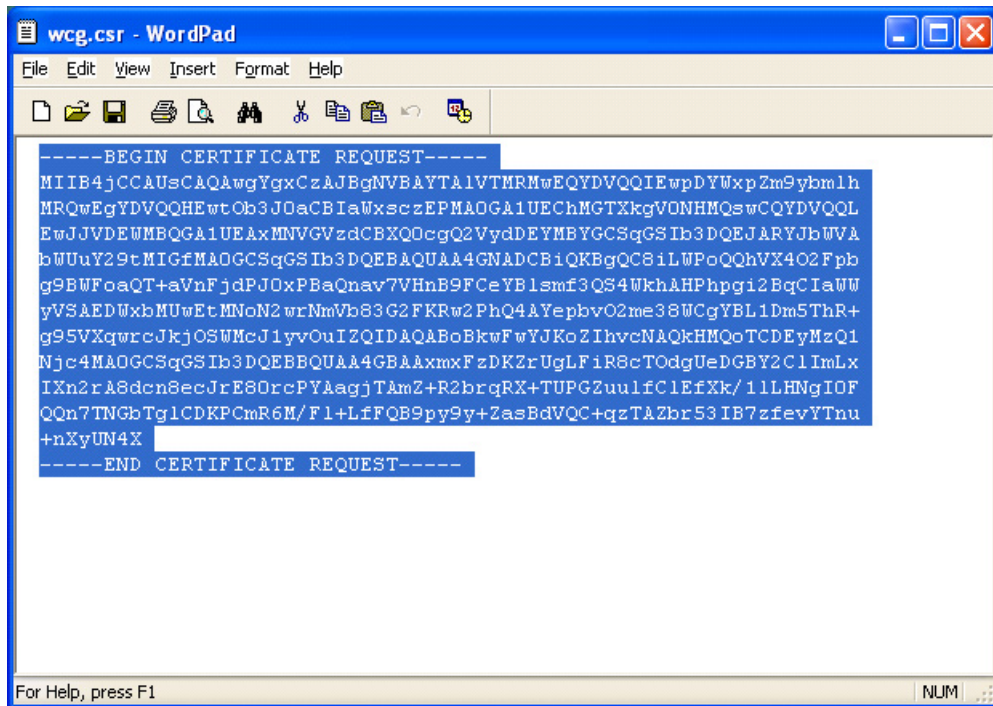 wcg.csr - WordPad
File Edit View Insert Format Help
-----BEGIN CERTIFICATE REQUEST-----
MIIB4jCCAUsCAQAwgYgxCzAJBgNVBAYTAlVTMRMwEQYDVQQIEwpDYWxpZm9ybmlh
MRQwEgYDVQQHEwtOb3J0aCBIaWxsczEPMA0GA1UEChMGTXkgV0NHMQswCQYDVQQL
EwJJVDEWMBQGA1UEAxMNVGVzdCBXQ0cgQ2VydDEYMBYGCSqGSIb3DQEJARYJbWVA
bWUuY29tMIGfMA0GCSqGSIb3DQEBAQUAA4GNADCBiQKBgQC8iLWPoQQhVX4O2Fpb
g9BWFoaQT+aVnFjdPJ0xPBaQnav7VHnB9FCeYBlsmf3QS4WkhAHPhpgi2BqCIaWW
yVSAEDWxbMUwEtMNoN2wrNmVb83G2FKRw2PhQ4AYepbvO2me38WCgYBL1Dm5ThR+
g95VXqwrcJkjOSWMcJ1yvOuIZQIDAQABoBkwFwYJKoZIhvcNAQkHMQoTCDEyMzQ1
Njc4MA0GCSqGSIb3DQEBBQUAA4GBAAxmxFzDKZrUgLFiR8cTOdgUeDGBY2ClImLx
IXn2rA8dcn8ecJrE8OrcPYAagjTAmZ+R2brqRX+TUPGZuulfClEfXk/1lLHNgIOF
QQn7TNGbTglCDKPCmR6M/Fl+LfFQB9py9y+ZasBdVQC+qzTAZbr53IB7zfevYTnu
+nXyUN4X
-----END CERTIFICATE REQUEST-----
For Help, press F1
NUM